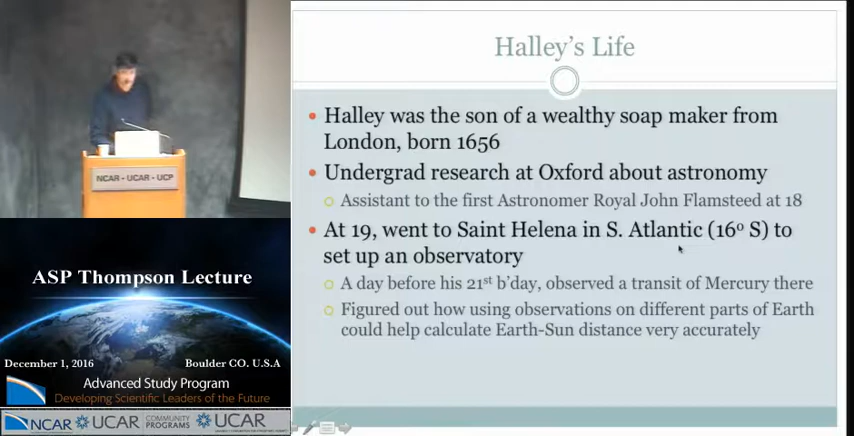 NCAR - UCAR - UCP
ASP Thompson Lecture
December 1, 2016
Boulder CO. U.S.A
Advanced Study Program
Developing Scientific Leaders of the Future
NCAR
UCAR
COMMUNITY
PROGRAMS
UCAR
Halley's Life
Halley was the son of a wealthy soap maker from
London, born 1656
Undergrad research at Oxford about astronomy
Assistant to the first Astronomer Royal John Flamsteed at 18
At 19, went to Saint Helena in S. Atlantic (16º S) to
set up an observatory
A day before his 21st b'day, observed a transit of Mercury there
Figured out how using observations on different parts of Earth
could help calculate Earth-Sun distance very accurately